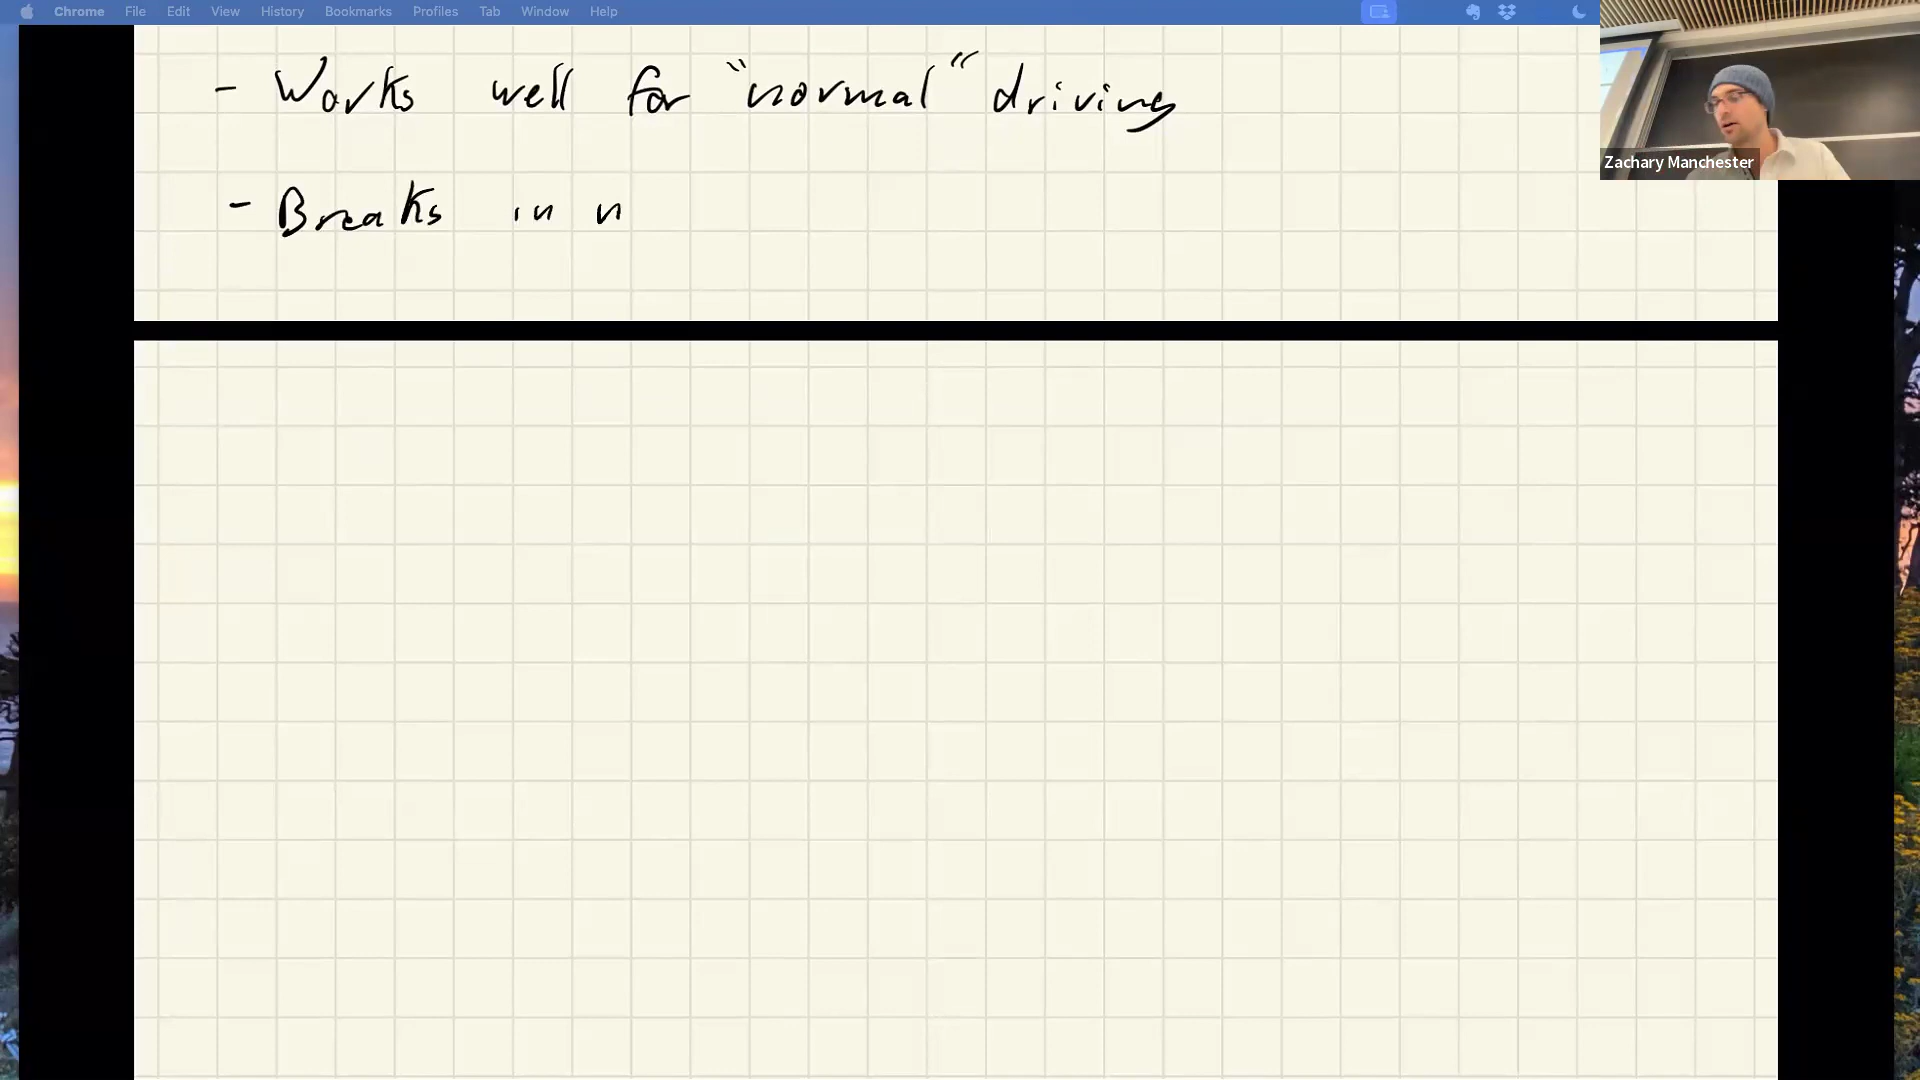 Chrome File Edit View History Bookmarks Profiles Tab Window Help
- Works well for "normal" driving
Zachary Manchester
- Breaks in n